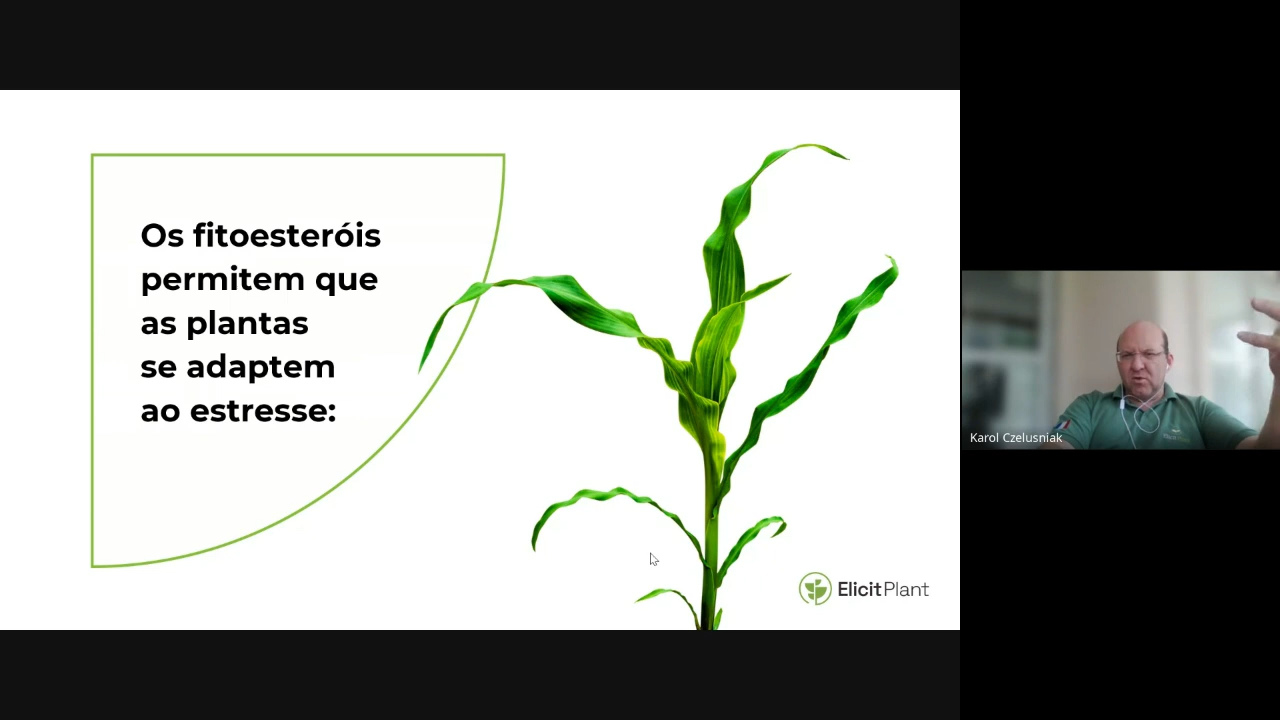 Os fitoesteróis
permitem que
as plantas
se adaptem
ao estresse:
ElicitPlant
Karol Czelusniak